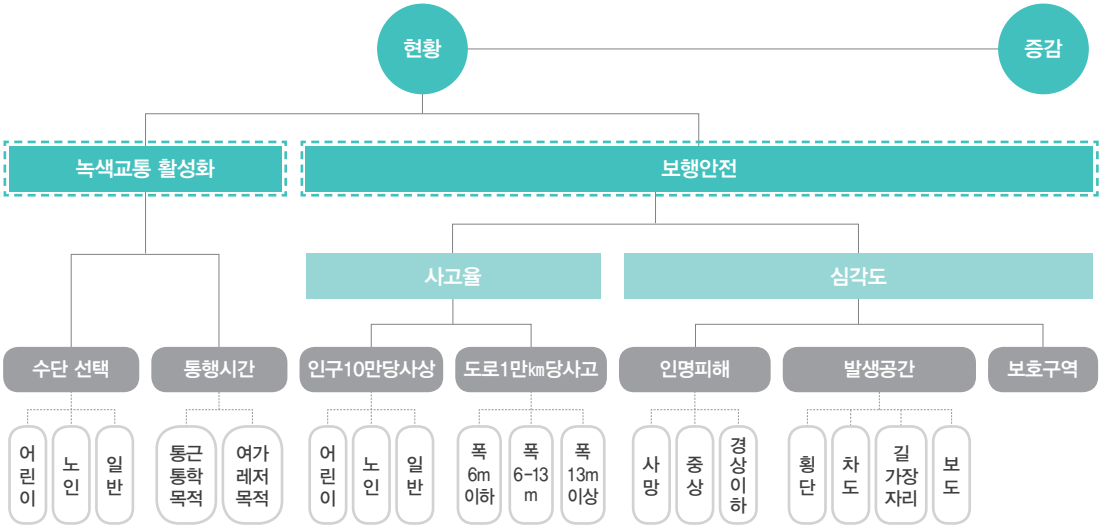 현황
증감
녹색교통 활성화
보행안전
사고율
심각도
수단 선택
통행시간
인구10만당사상
도로1만㎞당사고
인명피해
발생공간
보호구역
어린이
노인
일반
통근
통학
목적
여가
레저
목적
어린이
노인
일반
폭
6m
이하
폭
6-13
m
폭
13m
이상
사망
중상
경상이하
횡단
차도
길
가장
자리
보도